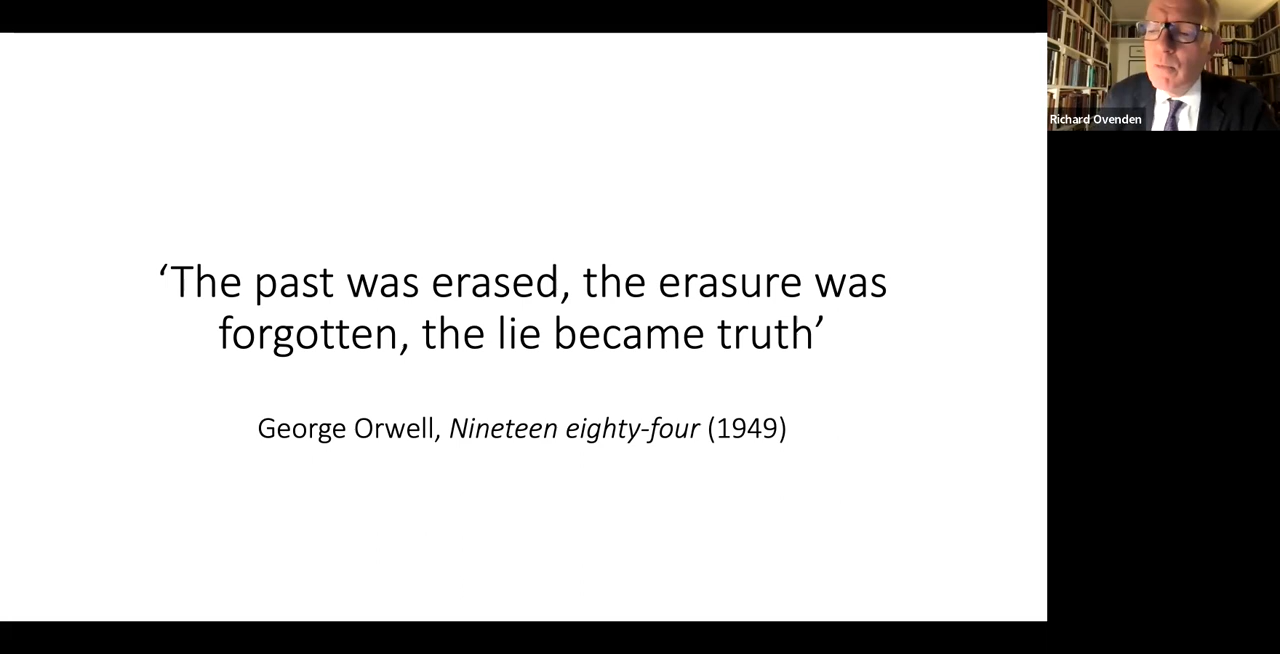 ‘The past was erased, the erasure was
forgotten, the lie became truth’
George Orwell, Nineteen eighty-four (1949)
Richard Ovenden